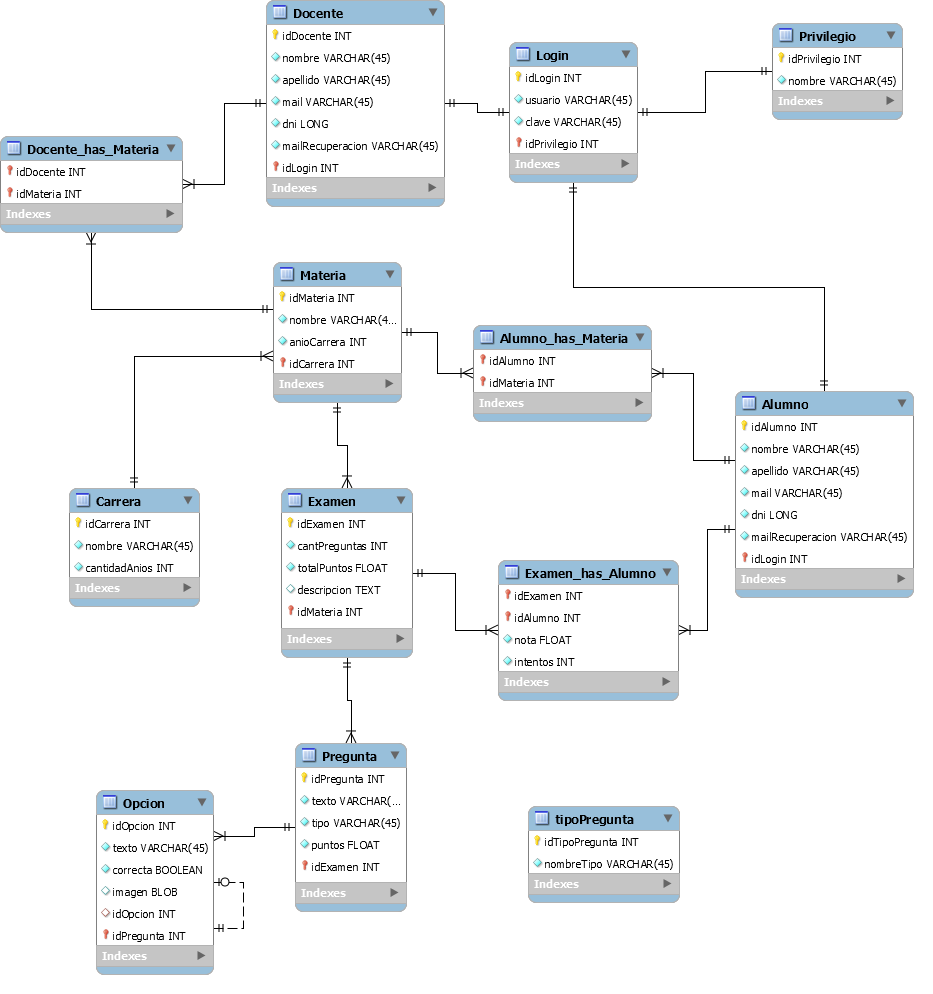 Docente
idDocente INT
nombre VARCHAR(45)
apellido VARCHAR(45)
mail VARCHAR(45)
dni LONG
mailRecuperacion VARCHAR(45)
idLogin INT
Indexes
Login
idLogin INT
usuario VARCHAR(45)
clave VARCHAR(45)
idPrivilegio INT
Indexes
Privilegio
idPrivilegio INT
nombre VARCHAR(45)
Indexes
Docente_has_Materia
idDocente INT
idMateria INT
Indexes
Materia
idMateria INT
nombre VARCHAR(4...
anioCarrera INT
idCarrera INT
Indexes
Alumno_has_Materia
idAlumno INT
idMateria INT
Indexes
Alumno
idAlumno INT
nombre VARCHAR(45)
apellido VARCHAR(45)
mail VARCHAR(45)
dni LONG
mailRecuperacion VARCHAR(45)
idLogin INT
Indexes
Carrera
idCarrera INT
nombre VARCHAR(45)
cantidadAnios INT
Indexes
Examen
idExamen INT
cantPreguntas INT
totalPuntos FLOAT
descripcion TEXT
idMateria INT
Indexes
Examen_has_Alumno
idExamen INT
idAlumno INT
nota FLOAT
intentos INT
Indexes
Pregunta
idPregunta INT
texto VARCHAR(...
tipo VARCHAR(45)
puntos FLOAT
idExamen INT
Indexes
Opcion
idOpcion INT
texto VARCHAR(45)
correcta BOOLEAN
imagen BLOB
idOpcion INT
idPregunta INT
Indexes
tipoPregunta
idTipoPregunta INT
nombreTipo VARCHAR(45)
Indexes